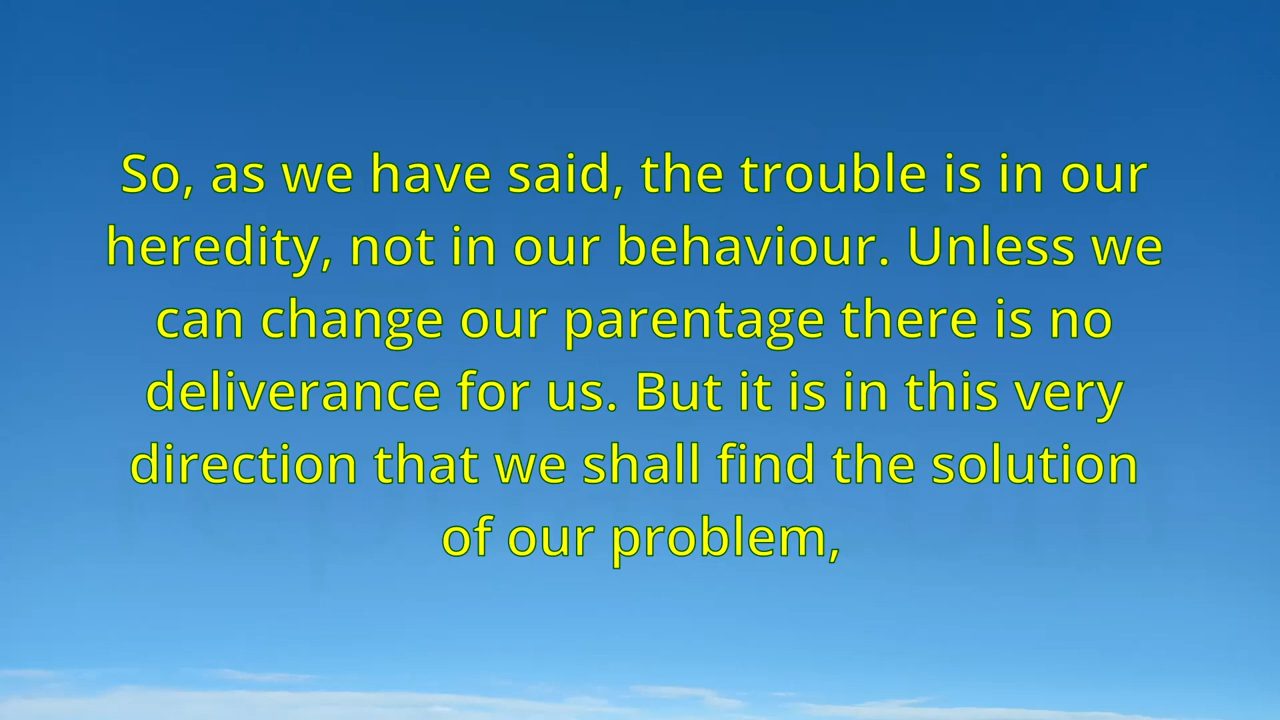 So, as we have said, the trouble is in our
heredity, not in our behaviour. Unless we
can change our parentage there is no
deliverance for us. But it is in this very
direction that we shall find the solution
of our problem,